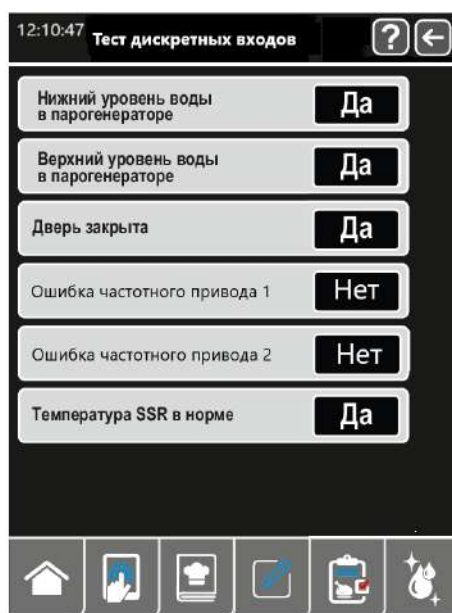 12:10:47 Тест дискретных входов ? ←
Нижний уровень воды
в парогенераторе Да
Верхний уровень воды
в парогенераторе Да
Дверь закрыта Да
Ошибка частотного привода 1 Нет
Ошибка частотного привода 2 Нет
Температура SSR в норме Да